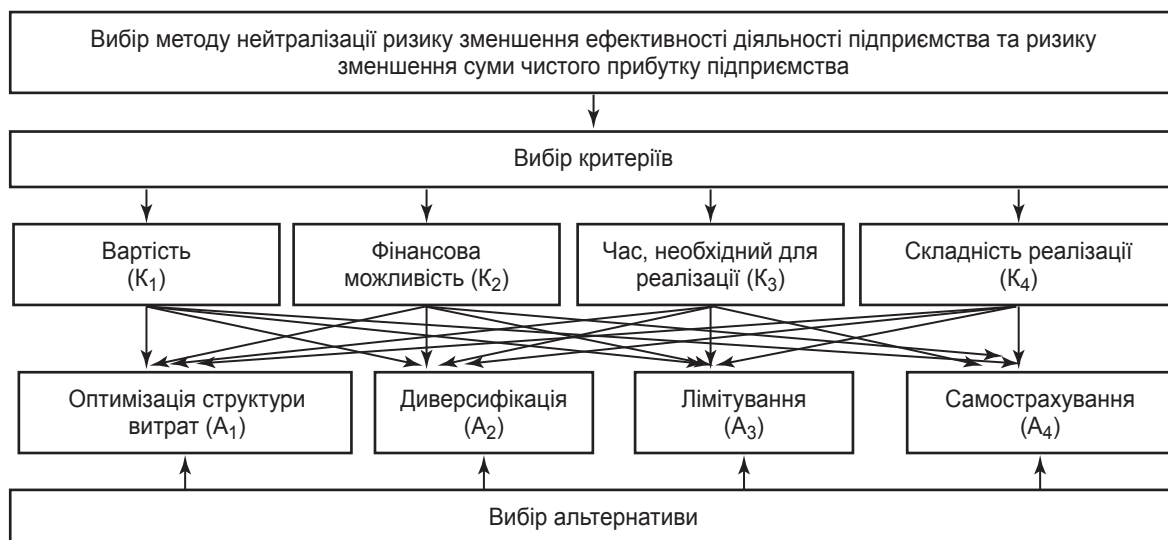 Вибір методу нейтралізації ризику зменшення ефективності діяльності підприємства та ризику
зменшення суми чистого прибутку підприємства
Вибір критеріїв
Вартість
(К₁)
Фінансова
можливість (К₂)
Час, необхідний для
реалізації (К₃)
Складність реалізації
(К₄)
Оптимізація структури
витрат (А₁)
Диверсифікація
(А₂)
Лімітування
(А₃)
Самострахування
(А₄)
Вибір альтернативи